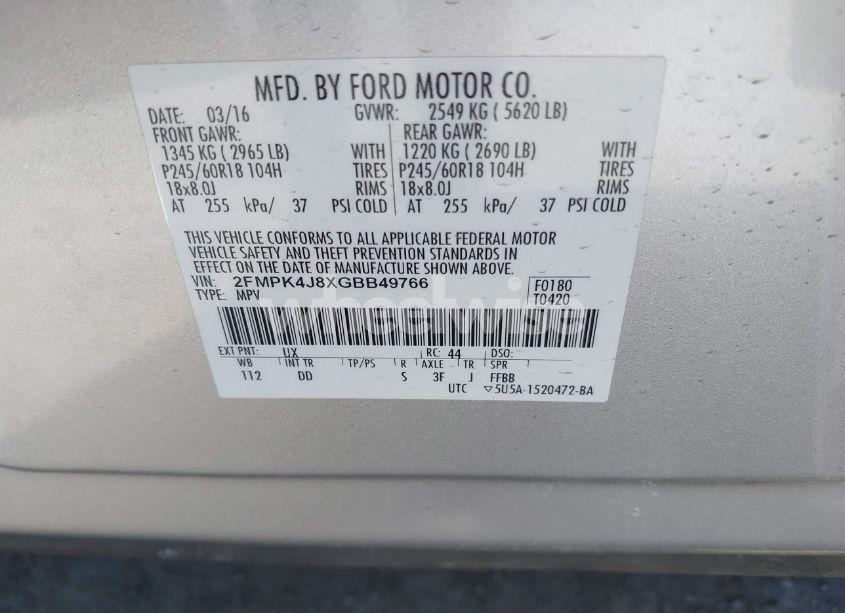 MFD. BY FORD MOTOR CO.
DATE: 03/16 GVWR: 2549 KG ( 5620 LB)
FRONT GAWR: REAR GAWR:
1345 KG ( 2965 LB) WITH 1220 KG ( 2690 LB) WITH
P245/60R18 104H TIRES P245/60R18 104H TIRES
18x8.0J RIMS 18x8.0J RIMS
AT 255 kPa/ 37 PSI COLD AT 255 kPa/ 37 PSI COLD
THIS VEHICLE CONFORMS TO ALL APPLICABLE FEDERAL MOTOR
VEHICLE SAFETY AND THEFT PREVENTION STANDARDS IN
EFFECT ON THE DATE OF MANUFACTURE SHOWN ABOVE.
VIN: 2FMPK4J8XGBB49766 F0180
TYPE: MPV T0420
wheelwise
EXT PNT: UX RC: 44 DSO:
WB INT TR TP/PS R AXLE TR SPR
112 DD S 3F J FFBB
UTC ▽5U5A-1520472-BA